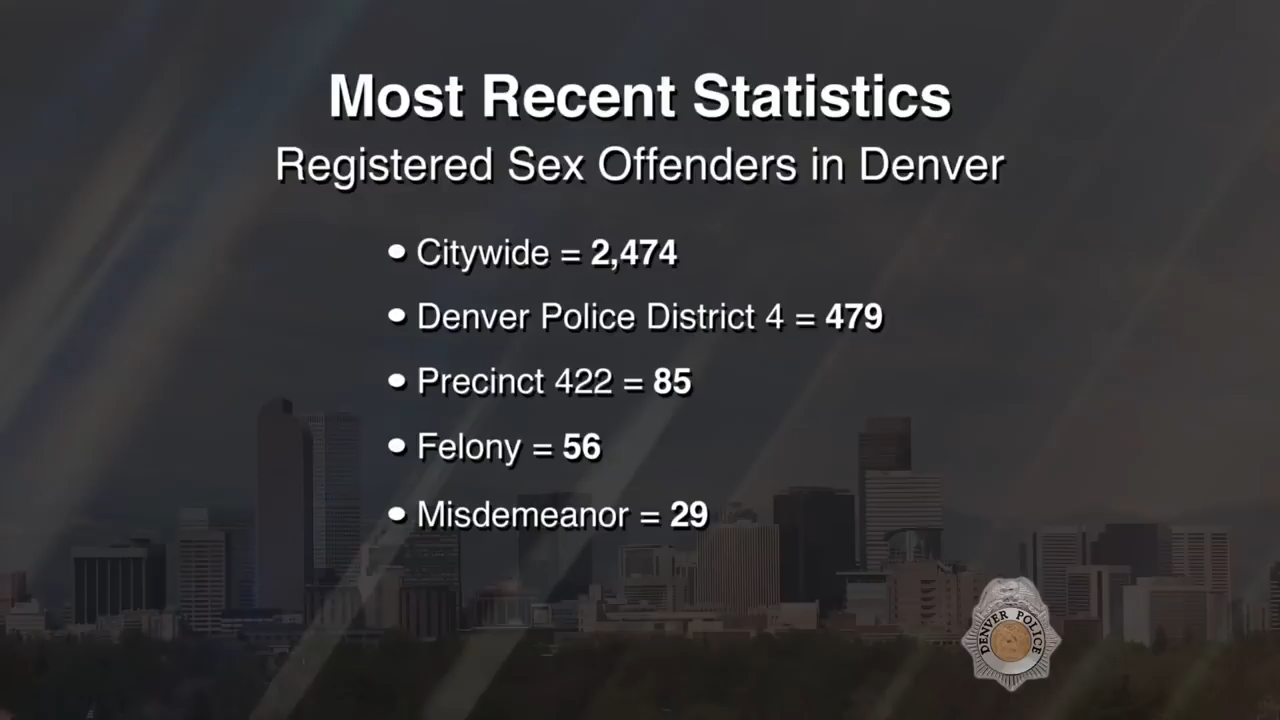 Most Recent Statistics
Registered Sex Offenders in Denver
• Citywide = 2,474
• Denver Police District 4 = 479
• Precinct 422 = 85
• Felony = 56
• Misdemeanor = 29
DENVER POLICE